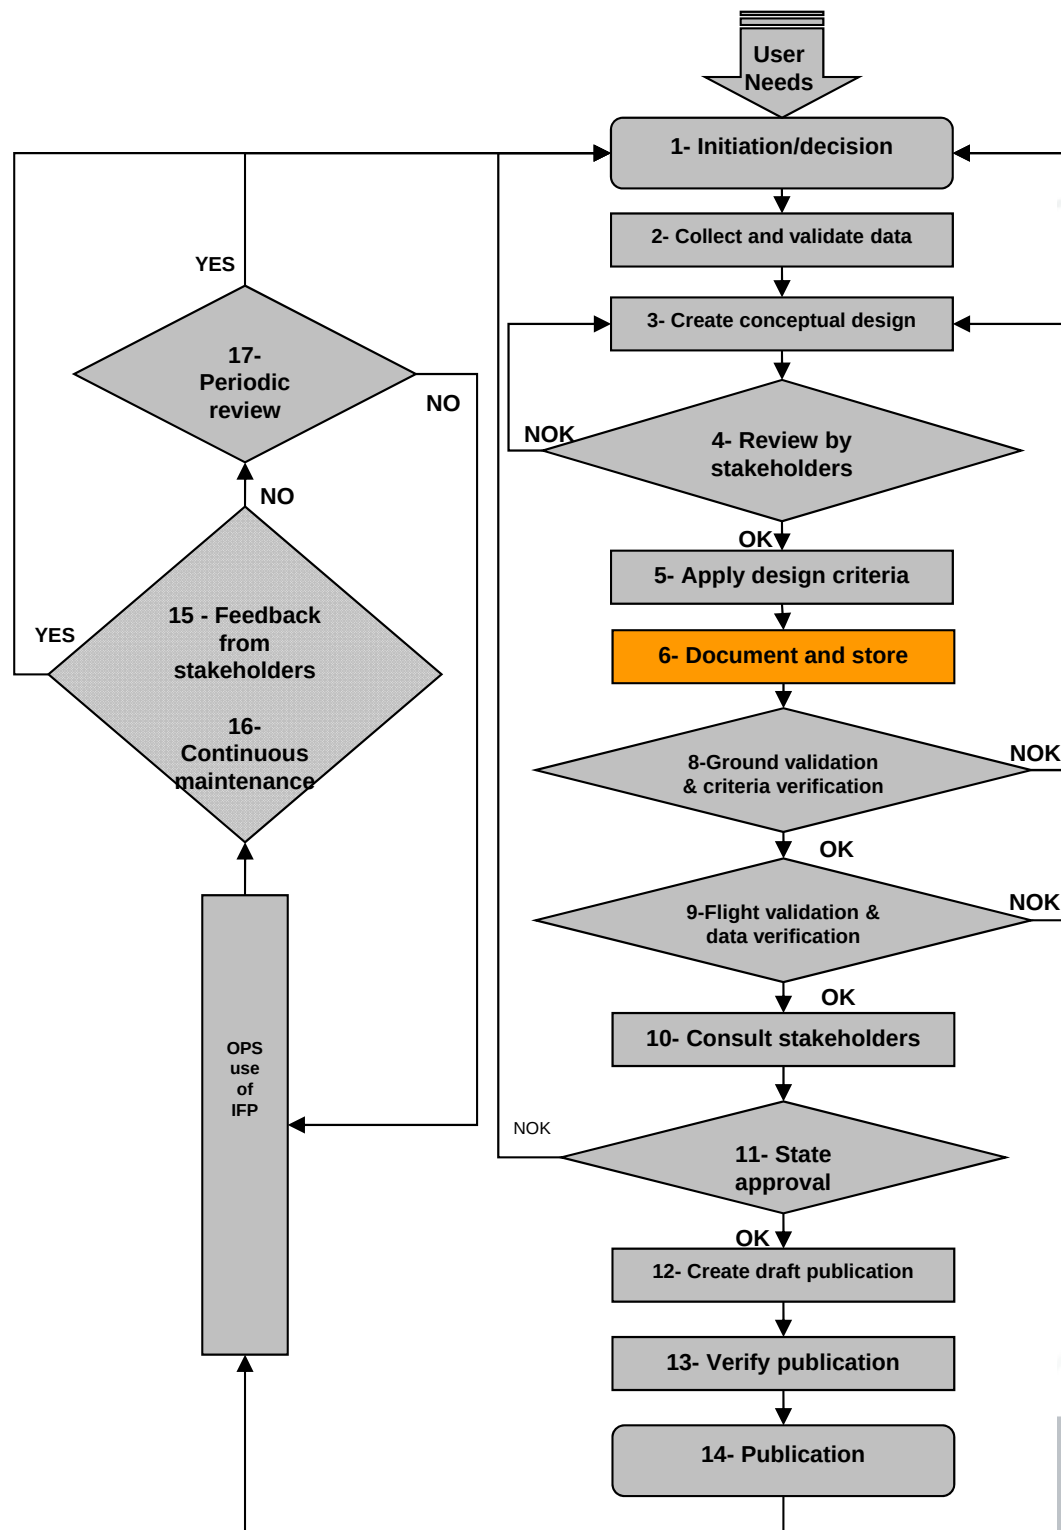 User
Needs
1- Initiation/decision
2- Collect and validate data
YES
3- Create conceptual design
17-
Periodic
review
NO
NOK
4- Review by
stakeholders
NO
OK
5- Apply design criteria
15 - Feedback
from
stakeholders
YES
6- Document and store
16-
Continuous
maintenance
8-Ground validation
& criteria verification
NOK
OK
9-Flight validation &
data verification
NOK
OK
10- Consult stakeholders
OPS
use
of
IFP
NOK
11- State
approval
OK
12- Create draft publication
13- Verify publication
14- Publication